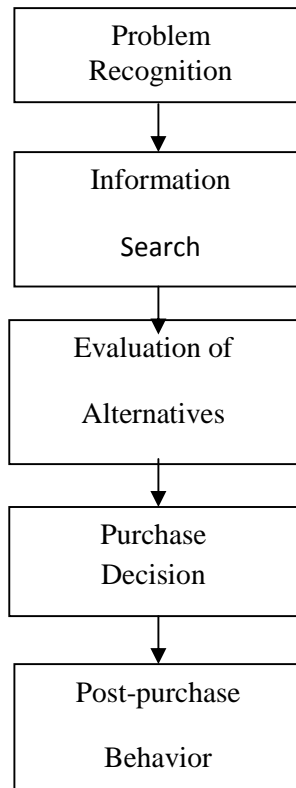 Problem
Recognition
Information
Search
Evaluation of
Alternatives
Purchase
Decision
Post-purchase
Behavior